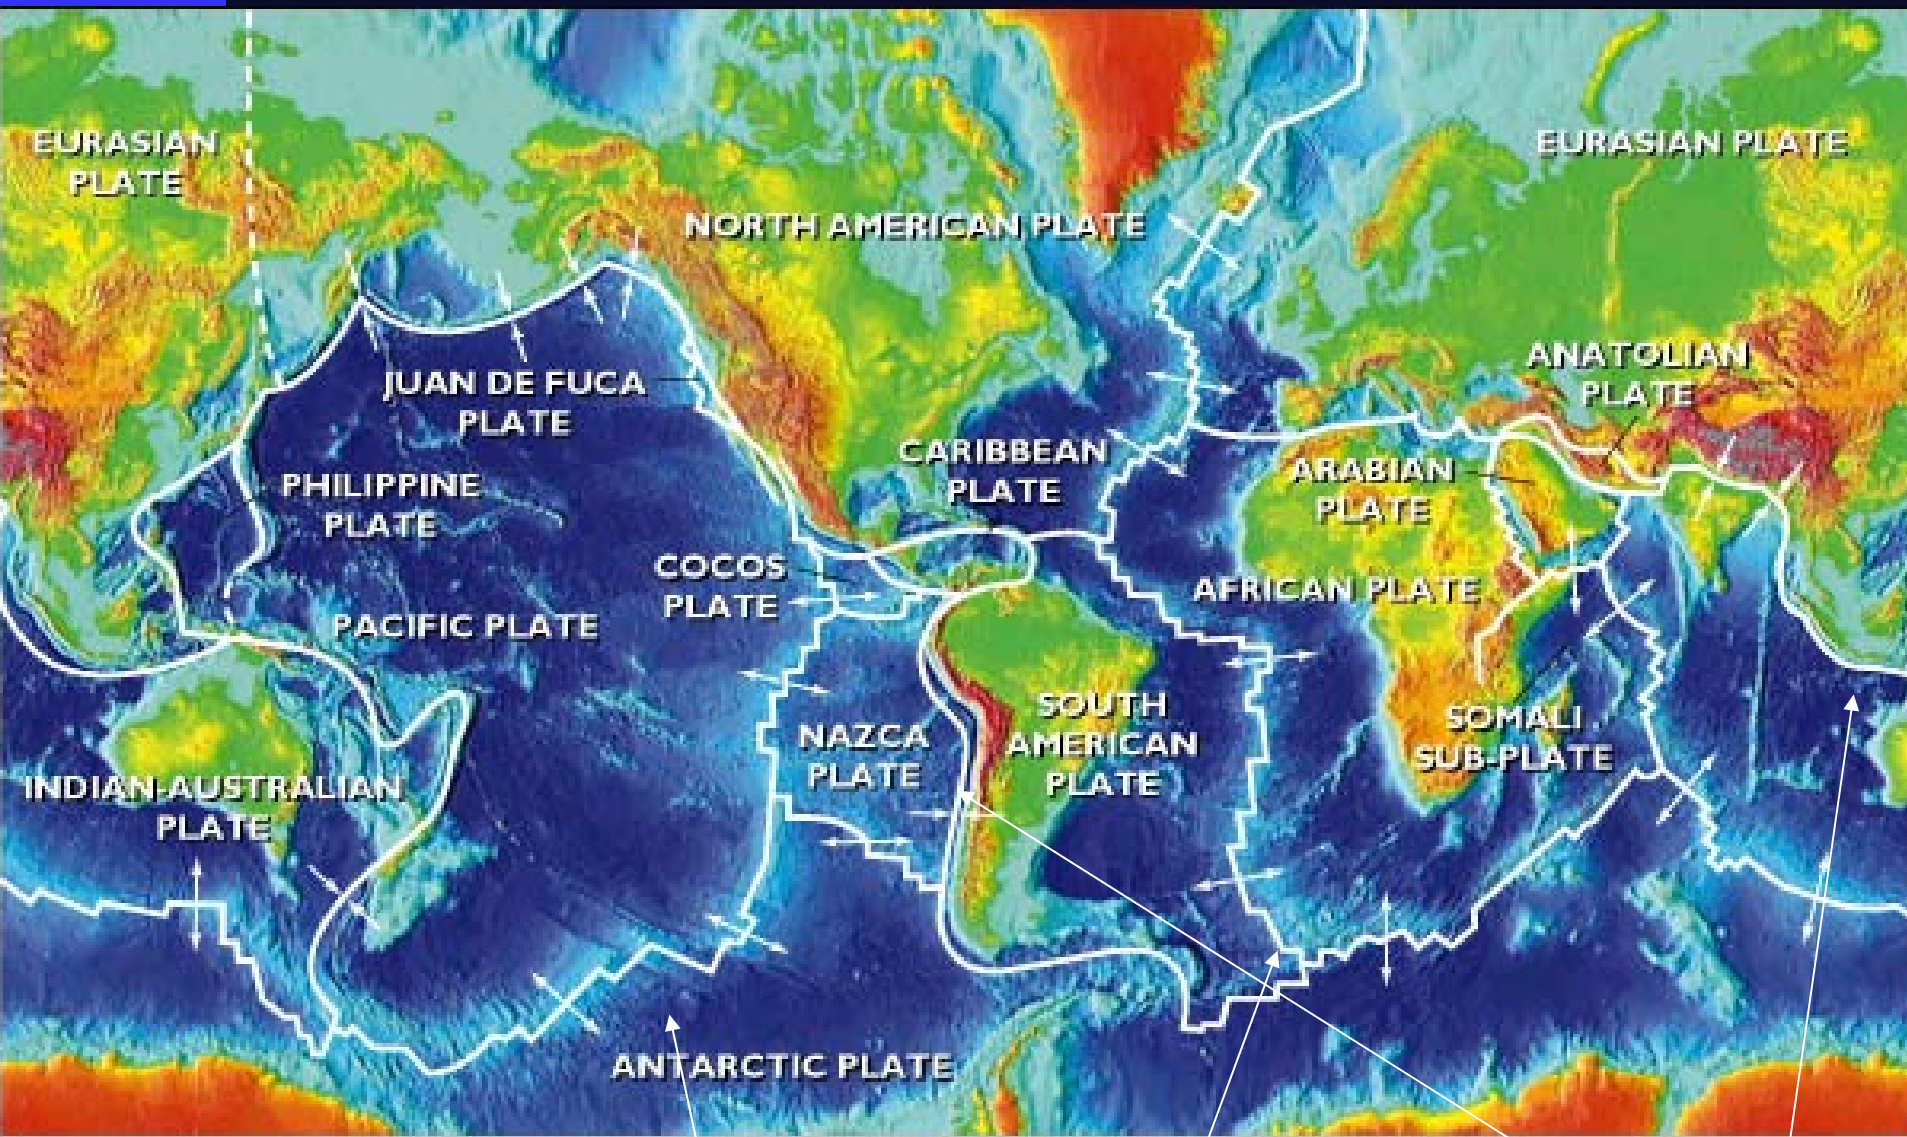 EURASIAN
PLATE
EURASIAN PLATE
NORTH AMERICAN PLATE
ANATOLIAN
PLATE
JUAN DE FUCA
PLATE
CARIBBEAN
PLATE
ARABIAN
PLATE
PHILIPPINE
PLATE
COCOS
PLATE
AFRICAN PLATE
PACIFIC PLATE
NAZCA
PLATE
SOUTH
AMERICAN
PLATE
SOMALI
SUB-PLATE
INDIAN-AUSTRALIAN
PLATE
ANTARCTIC PLATE